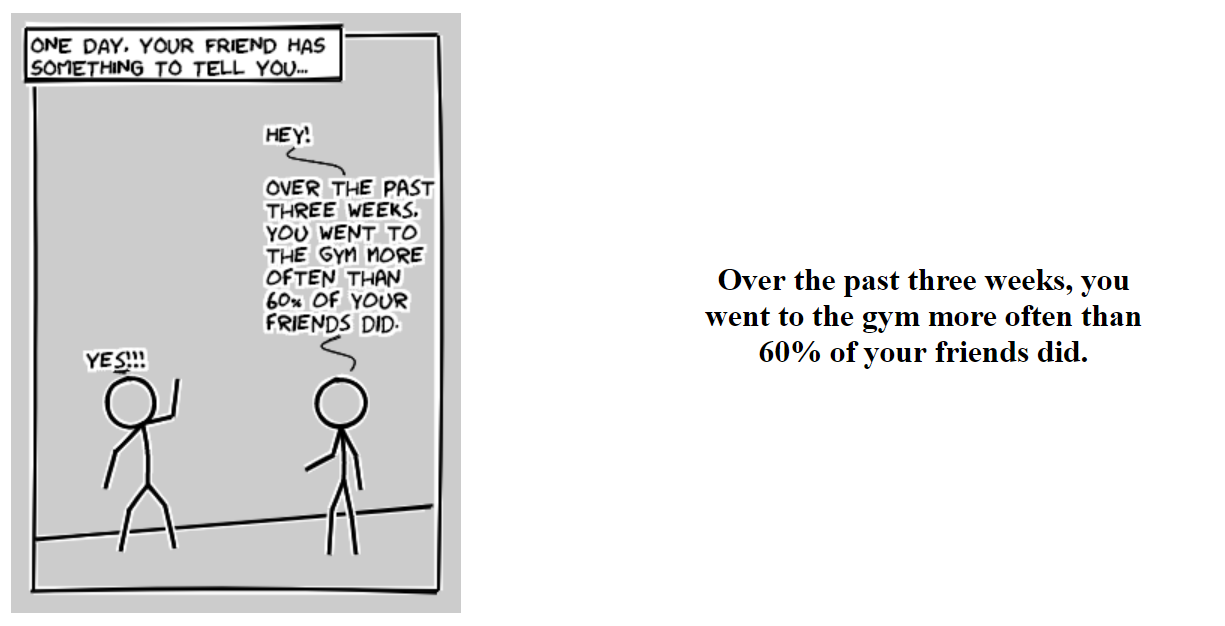 ONE DAY, YOUR FRIEND HAS
SOMETHING TO TELL YOU...
HEY!
OVER THE PAST
THREE WEEKS,
YOU WENT TO
THE GYM MORE
OFTEN THAN
60% OF YOUR
FRIENDS DID.
YES!!!
Over the past three weeks, you
went to the gym more often than
60% of your friends did.